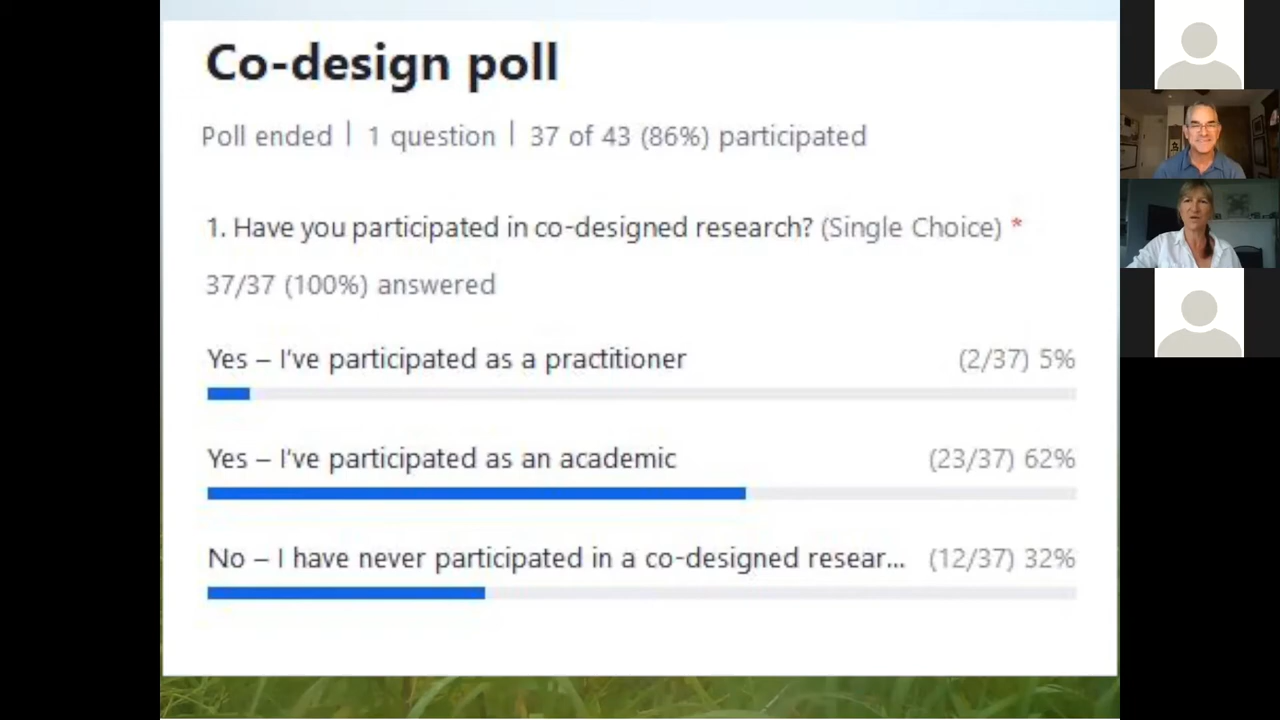 Co-design poll
Poll ended | 1 question | 37 of 43 (86%) participated
1. Have you participated in co-designed research? (Single Choice) *
37/37 (100%) answered
Yes – I've participated as a practitioner (2/37) 5%
Yes – I've participated as an academic (23/37) 62%
No – I have never participated in a co-designed resear... (12/37) 32%